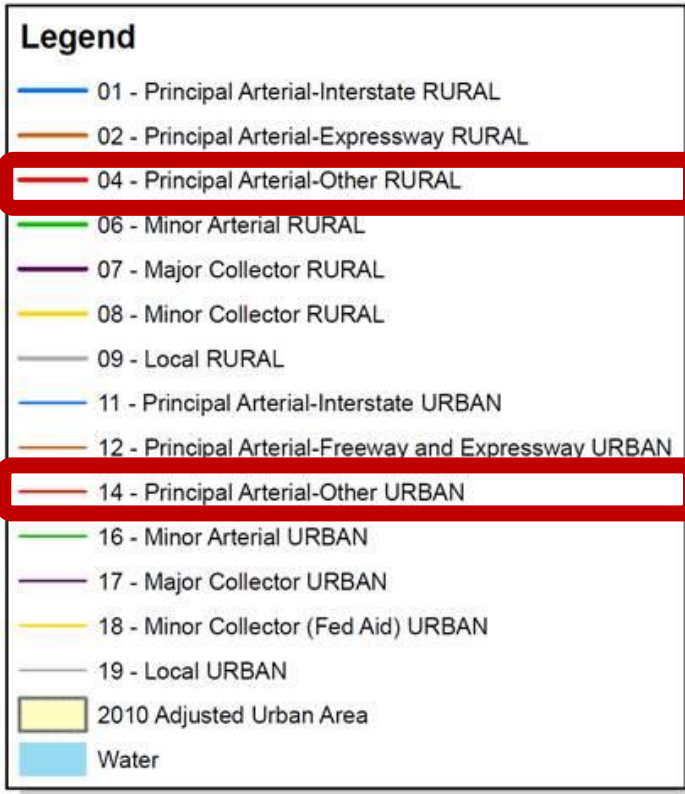 Legend
01 - Principal Arterial-Interstate RURAL
02 - Principal Arterial-Expressway RURAL
04 - Principal Arterial-Other RURAL
06 - Minor Arterial RURAL
07 - Major Collector RURAL
08 - Minor Collector RURAL
09 - Local RURAL
11 - Principal Arterial-Interstate URBAN
12 - Principal Arterial-Freeway and Expressway URBAN
14 - Principal Arterial-Other URBAN
16 - Minor Arterial URBAN
17 - Major Collector URBAN
18 - Minor Collector (Fed Aid) URBAN
19 - Local URBAN
2010 Adjusted Urban Area
Water